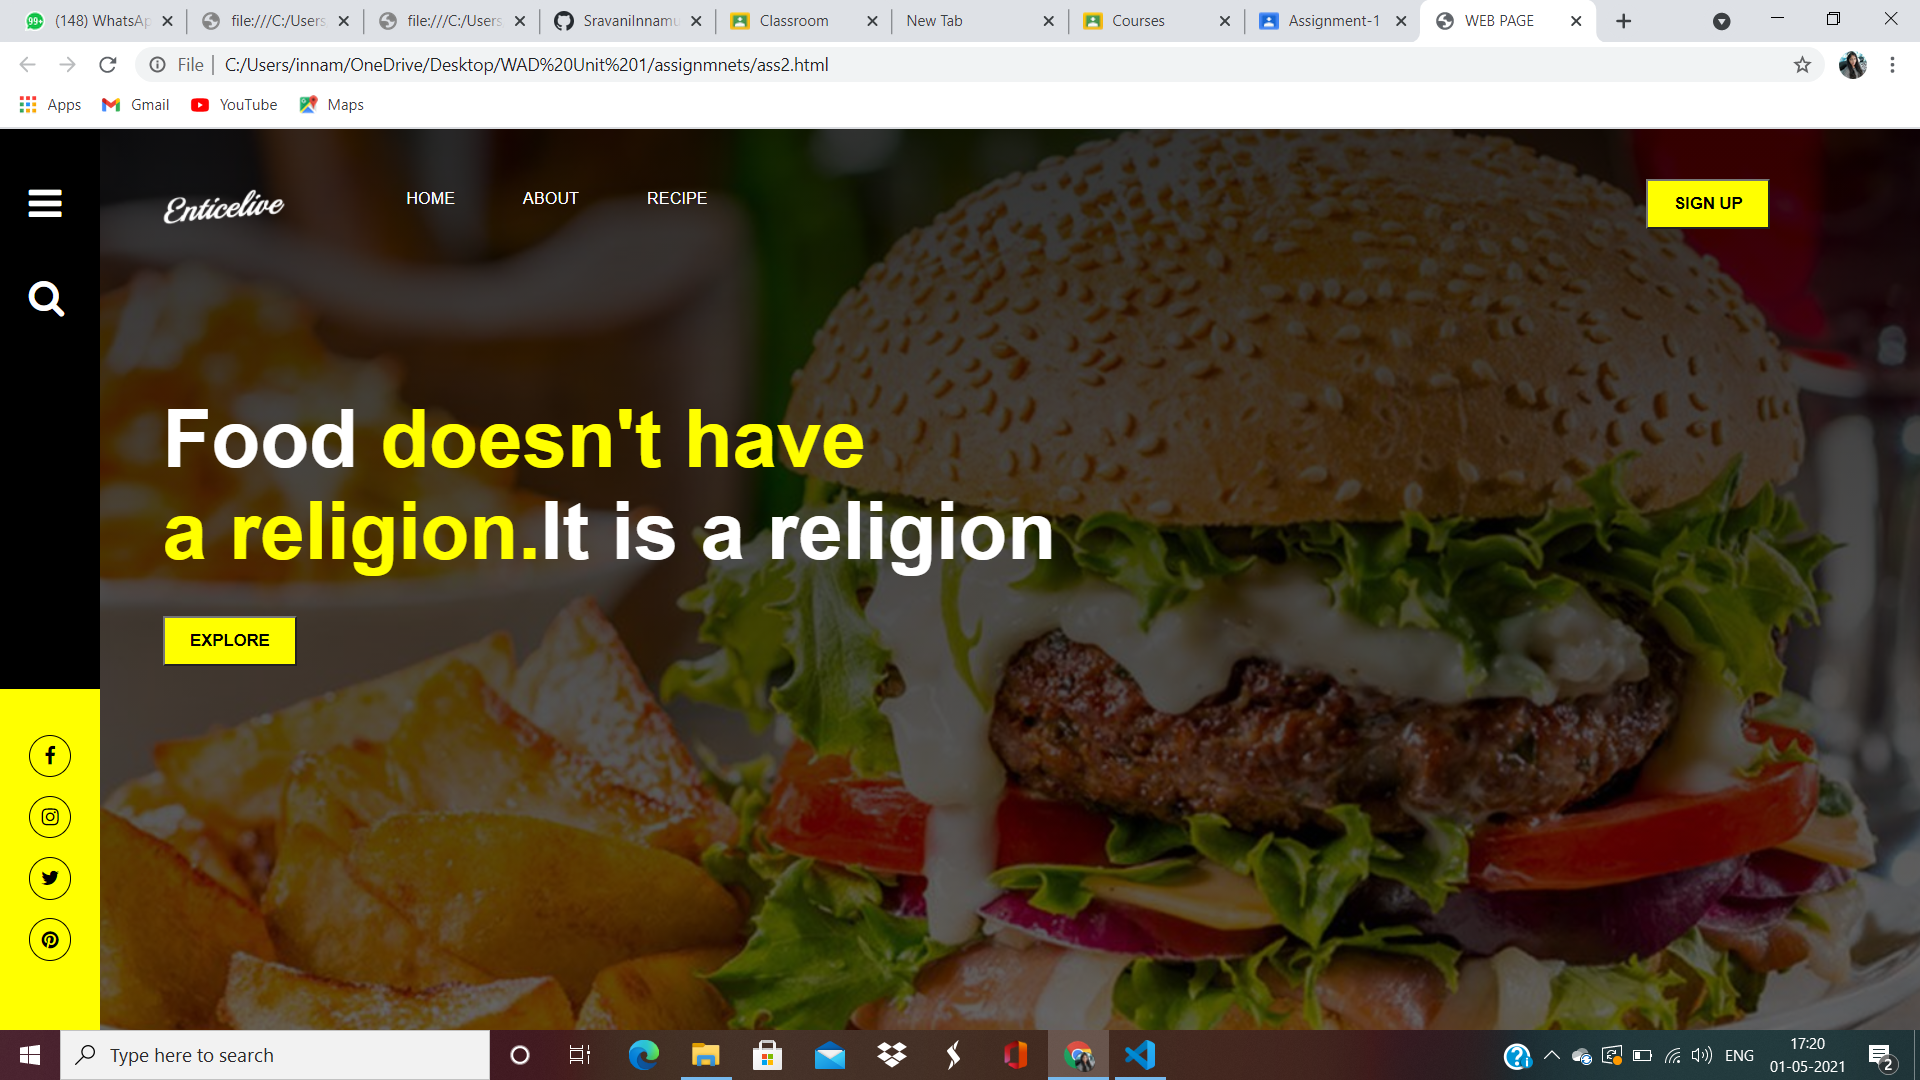 (148) WhatsAp
file:///C:/Users
file:///C:/Users
SravaniInnamu
Classroom
New Tab
Courses
Assignment-1
WEB PAGE
File | C:/Users/innam/OneDrive/Desktop/WAD%20Unit%201/assignmnets/ass2.html
Apps
Gmail
YouTube
Maps
Enticelive
HOME
ABOUT
RECIPE
SIGN UP
Food doesn't have
a religion.It is a religion
EXPLORE
Type here to search
ENG
17:20
01-05-2021
2